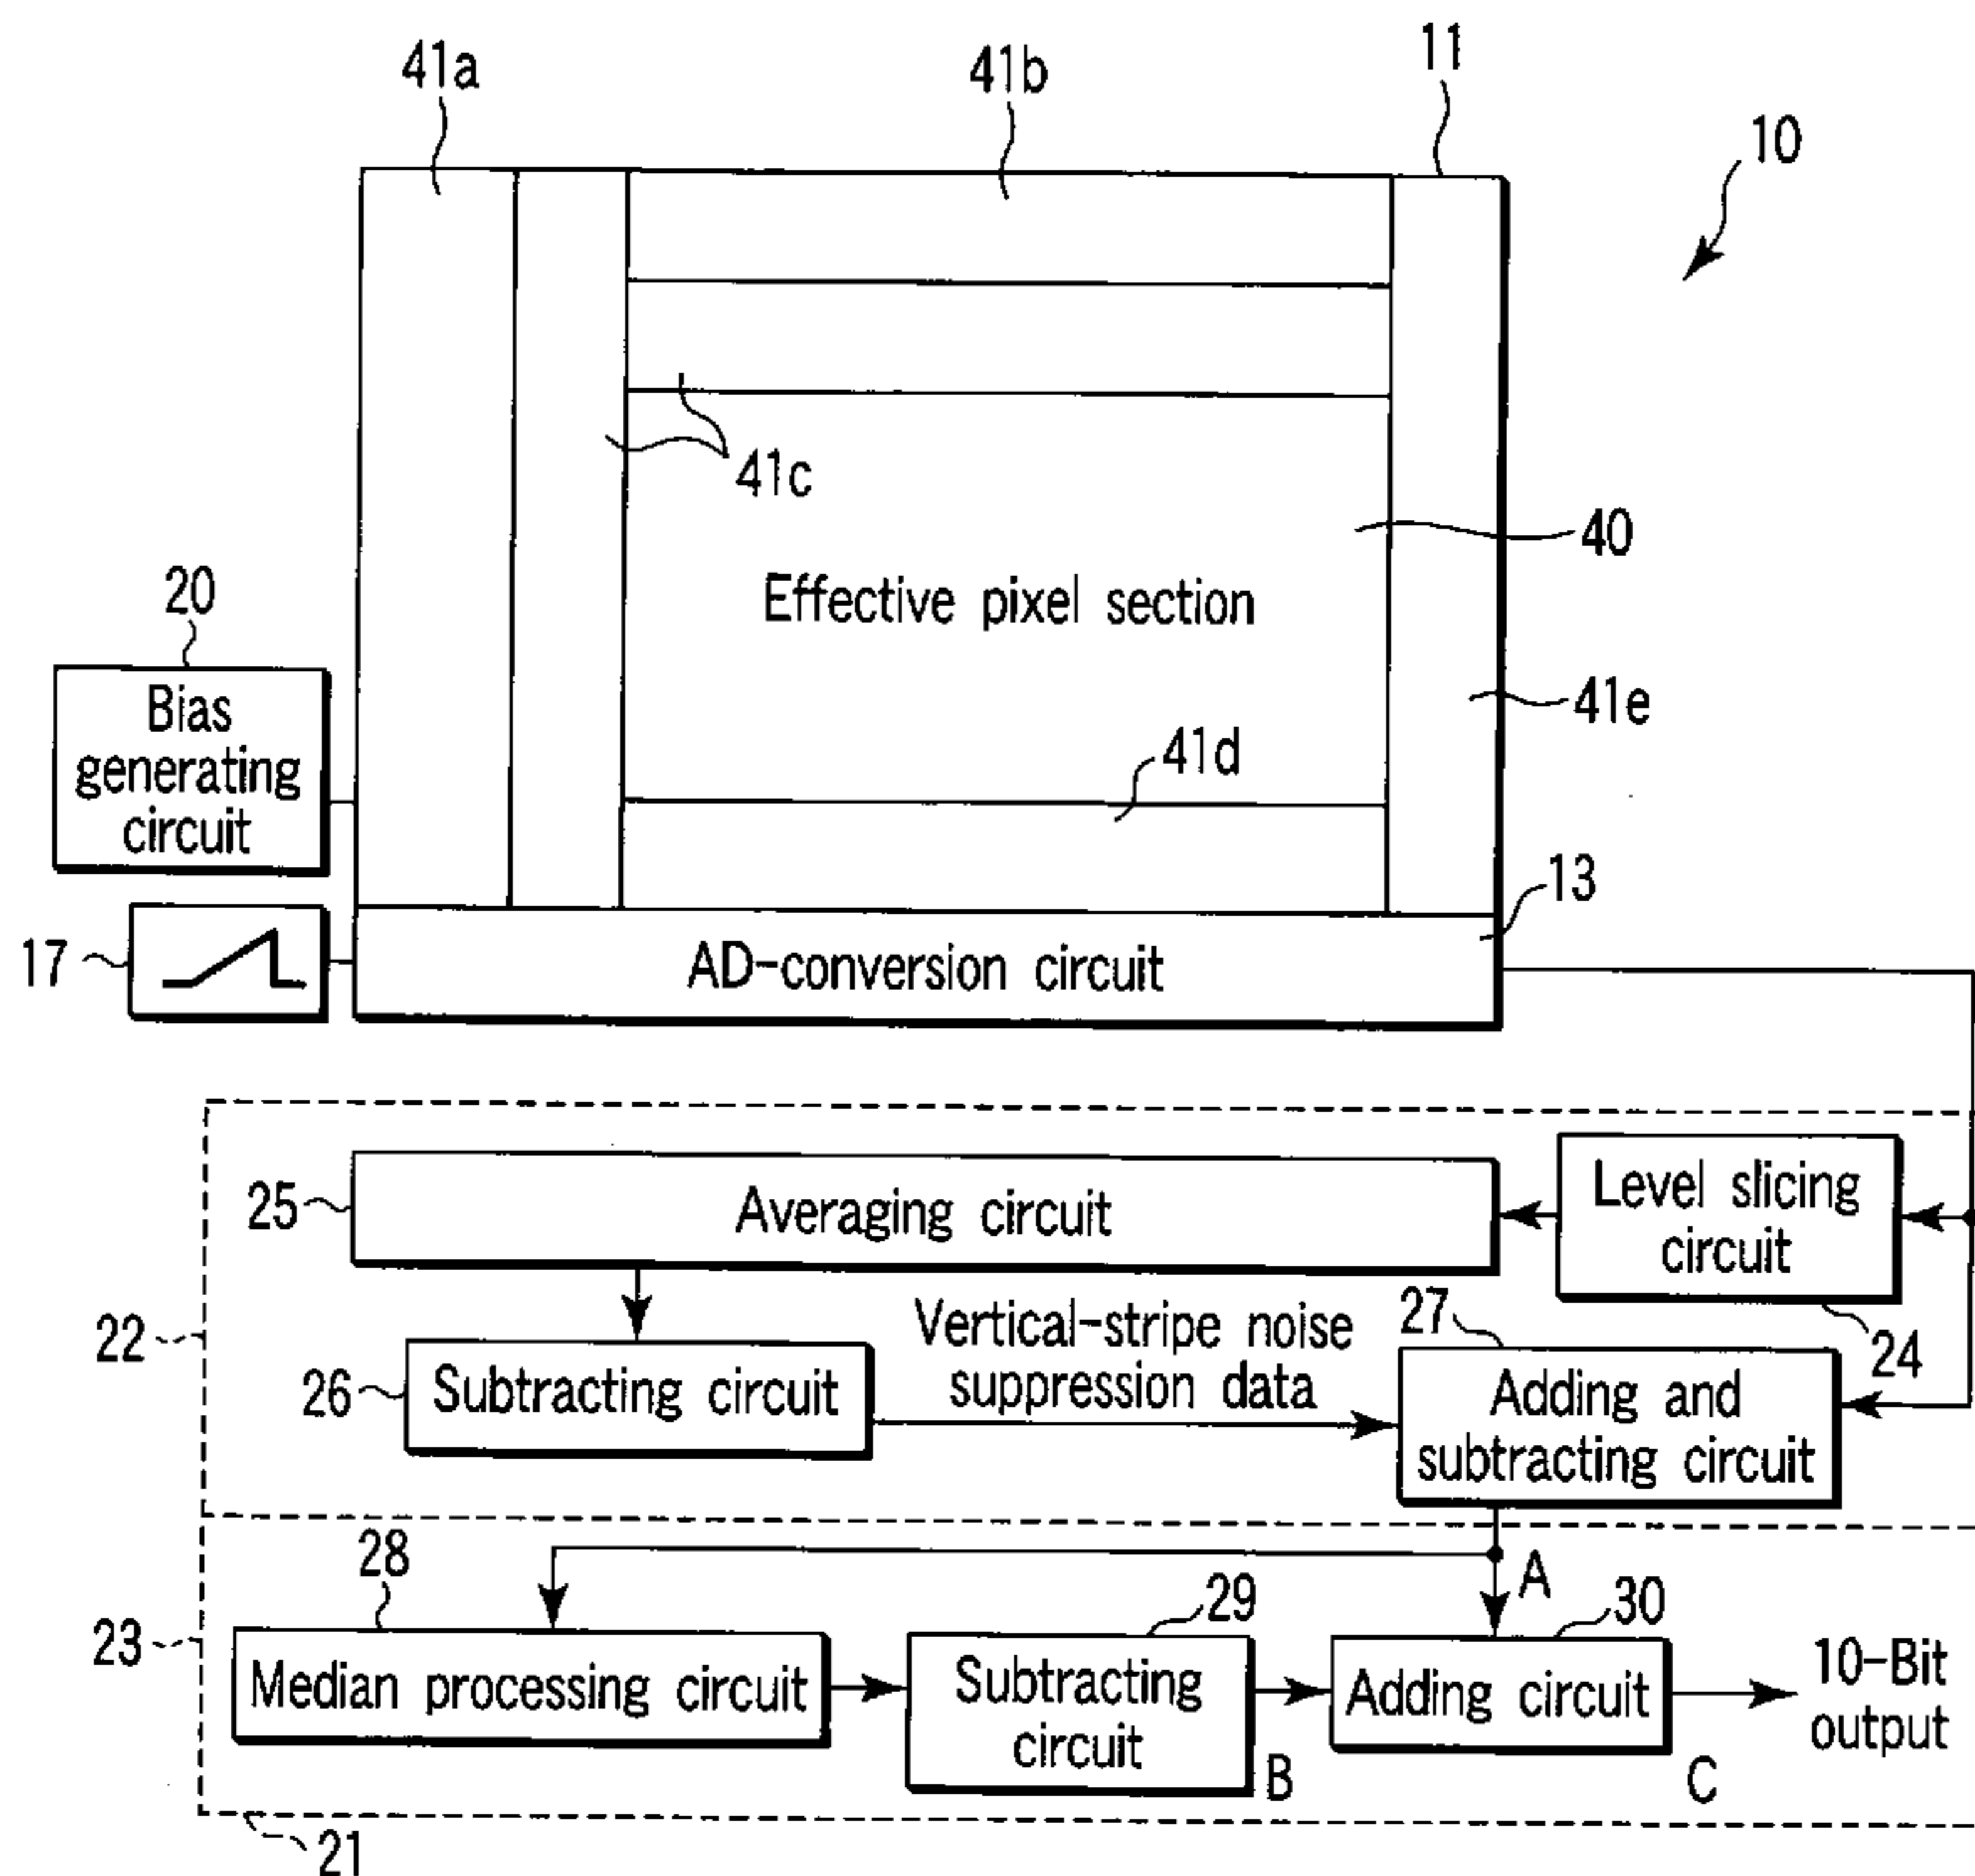 41a
41b
11
10
41c
40
Effective pixel section
20
Bias
generating
circuit
41e
41d
13
17
AD-conversion circuit
25
Averaging circuit
Level slicing
circuit
24
22
Vertical-stripe noise
suppression data
27
26
Subtracting circuit
Adding and
subtracting circuit
28
A
29
30
23
Median processing circuit
Subtracting
circuit
Adding circuit
10-Bit
output
B
C
21